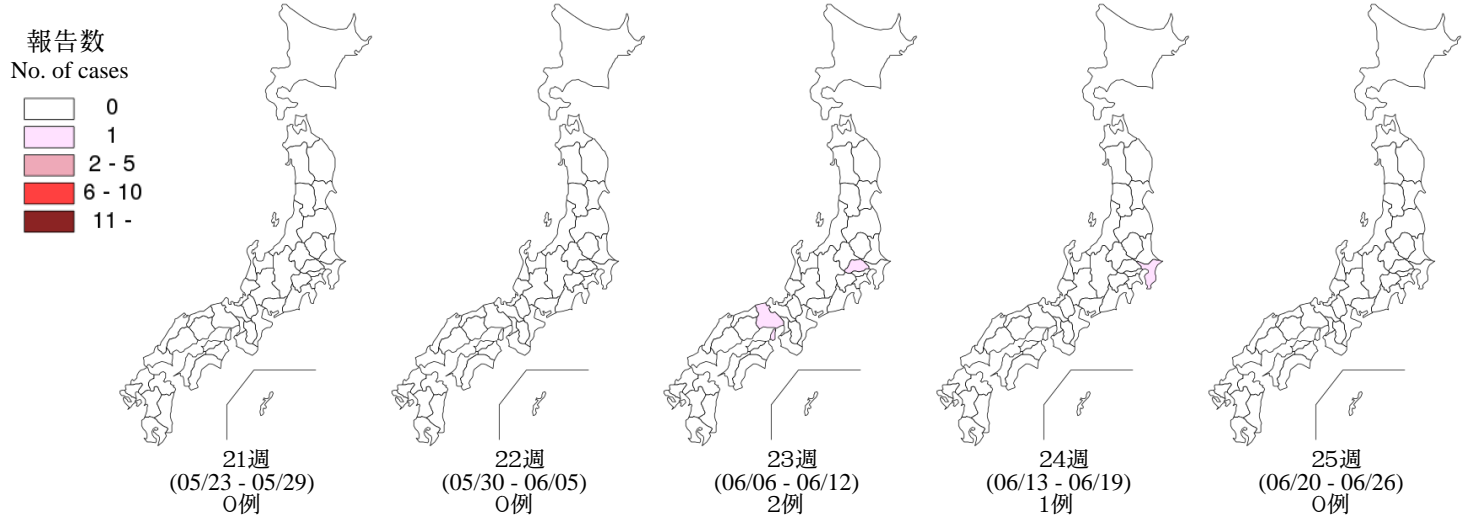 報告数
No. of cases
0
1
2 - 5
6 - 10
11 -
21週
(05/23 - 05/29)
0例
22週
(05/30 - 06/05)
0例
23週
(06/06 - 06/12)
2例
24週
(06/13 - 06/19)
1例
25週
(06/20 - 06/26)
0例